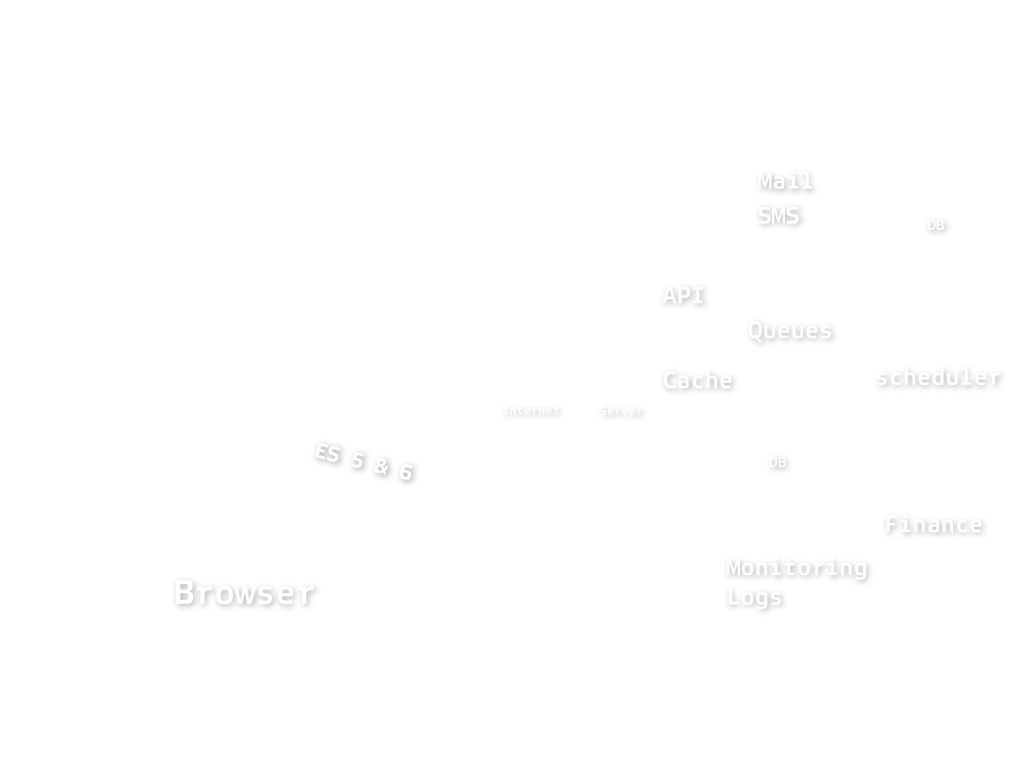 Mail
SMS
DB
API
Queues
Cache
scheduler
internet
Server
ES 5 & 6
DB
Finance
Monitoring
Logs
Browser